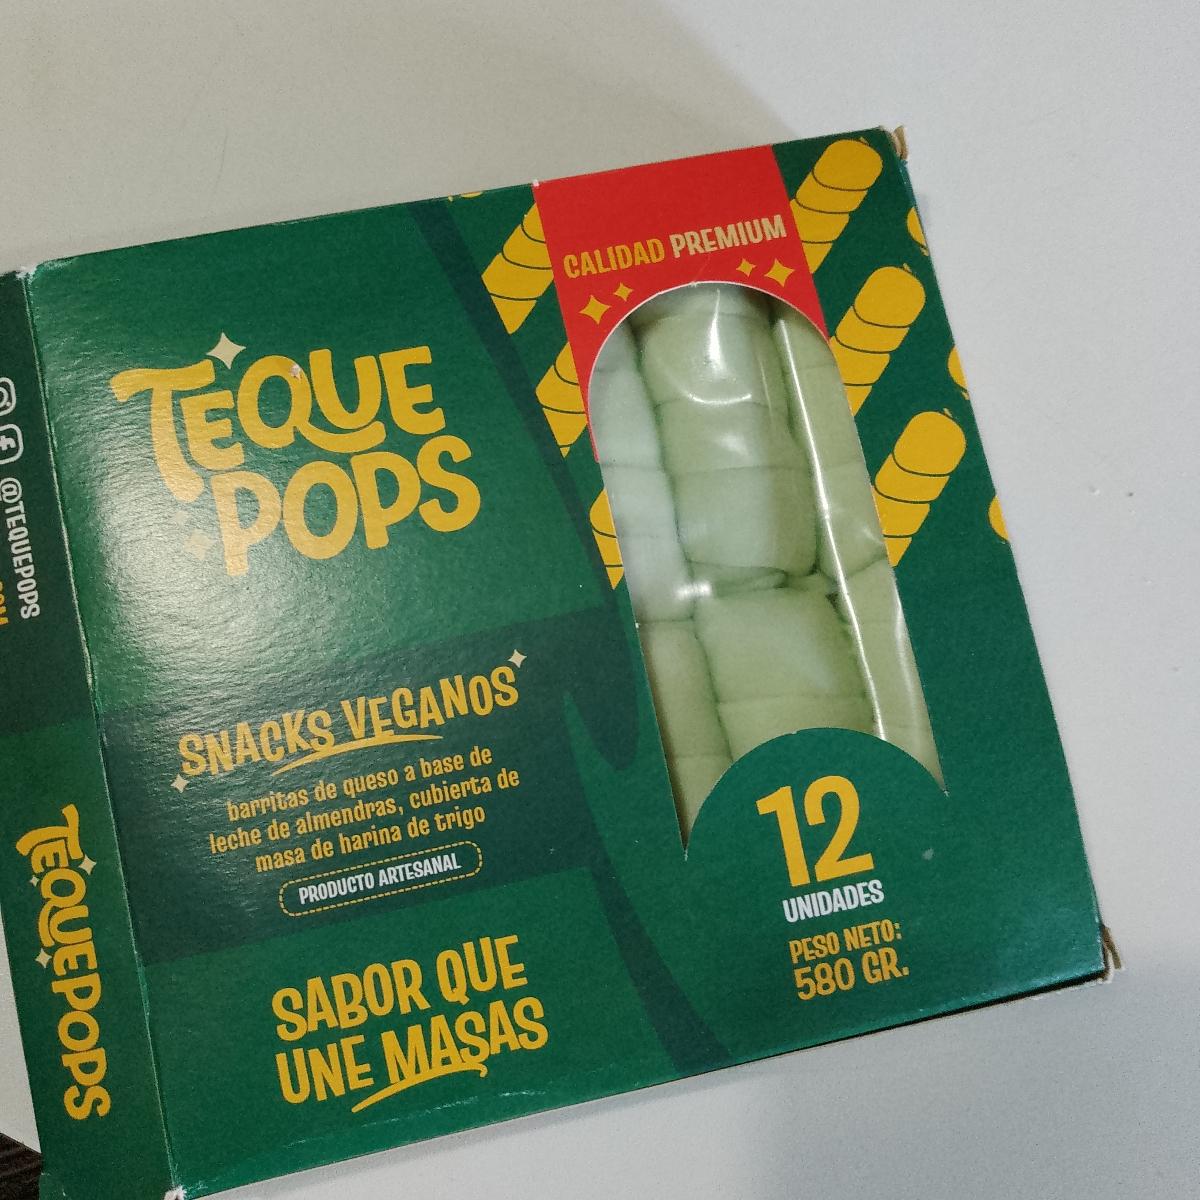 CALIDAD PREMIUM
TEQUE
POPS
SNACKS VEGANOS
barritas de queso a base de
leche de almendras, cubierta de
masa de harina de trigo
PRODUCTO ARTESANAL
SABOR QUE
UNE MASAS
12
UNIDADES
PESO NETO:
580 GR.
@TEQUEPOPS
TEQUEPOPS